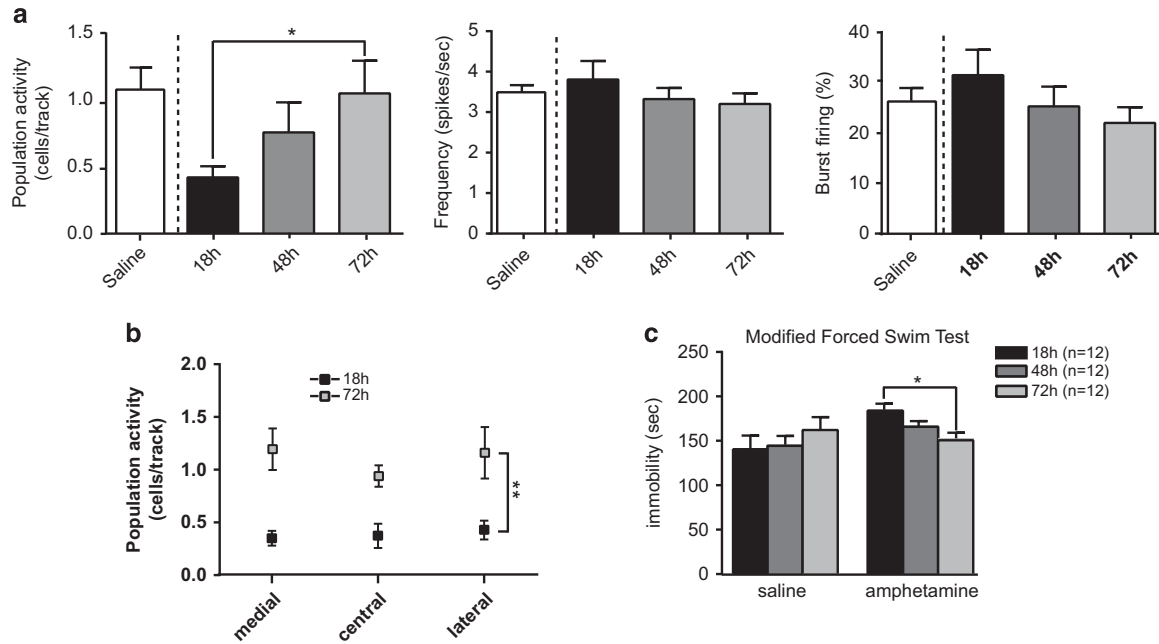 a
Population activity
(cells/track)
1.5
1.0
0.5
0.0
*
Saline
18h
48h
72h
Frequency (spikes/sec)
5
4
3
2
1
0
Saline
18h
48h
72h
Burst firing (%)
40
30
20
10
0
Saline
18h
48h
72h
b
Population activity
(cells/track)
2.0
1.5
1.0
0.5
0.0
18h
72h
**
medial
central
lateral
c
Modified Forced Swim Test
immobility (sec)
250
200
150
100
50
0
18h (n=12)
48h (n=12)
72h (n=12)
*
saline
amphetamine